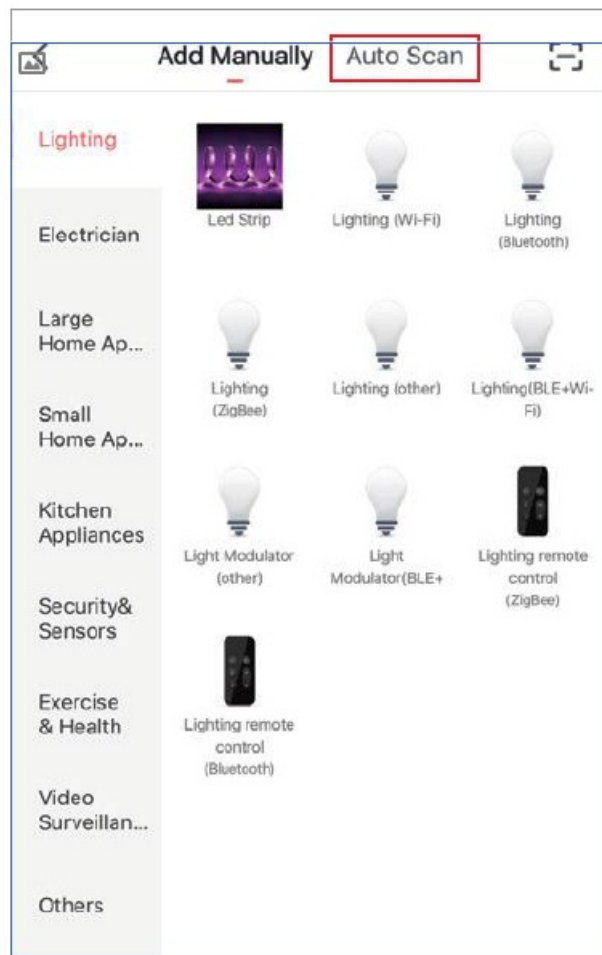 Add Manually Auto Scan
Lighting
Electrician
Large
Home Ap...
Small
Home Ap...
Kitchen
Appliances
Security&
Sensors
Exercise
& Health
Video
Surveillan...
Others
Led Strip
Lighting (Wi-Fi)
Lighting
(Bluetooth)
Lighting
(ZigBee)
Lighting (other)
Lighting(BLE+Wi-
Fi)
Light Modulator
(other)
Light
Modulator(BLE+
Lighting remote
control
(ZigBee)
Lighting remote
control
(Bluetooth)